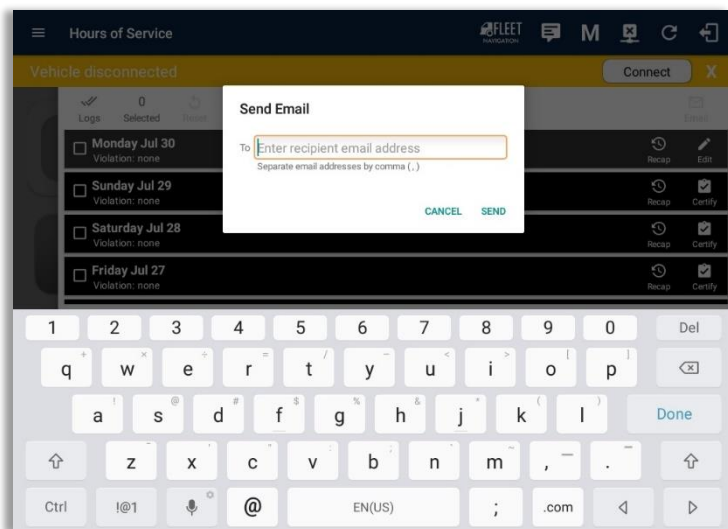 Hours of Service
FLEET
NAVIGATION
M
Vehicle disconnected
Connect X
Logs
0
Selected
Reset
Email
Monday Jul 30
Violation: none
Recap
Edit
Sunday Jul 29
Violation: none
Recap
Certify
Saturday Jul 28
Violation: none
Recap
Certify
Friday Jul 27
Violation: none
Recap
Certify
Send Email
To Enter recipient email address
Separate email addresses by comma ( , )
CANCEL SEND
1 2 3 4 5 6 7 8 9 0 Del
q + w × e ÷ r = t / y _ u < i > o [ p ]
a ! s @ d # f $ g % h & j * k ( l ) Done
z - x ' c " v : b ; n , m ~ , — . —
Ctrl !@1 @ EN(US) ; .com